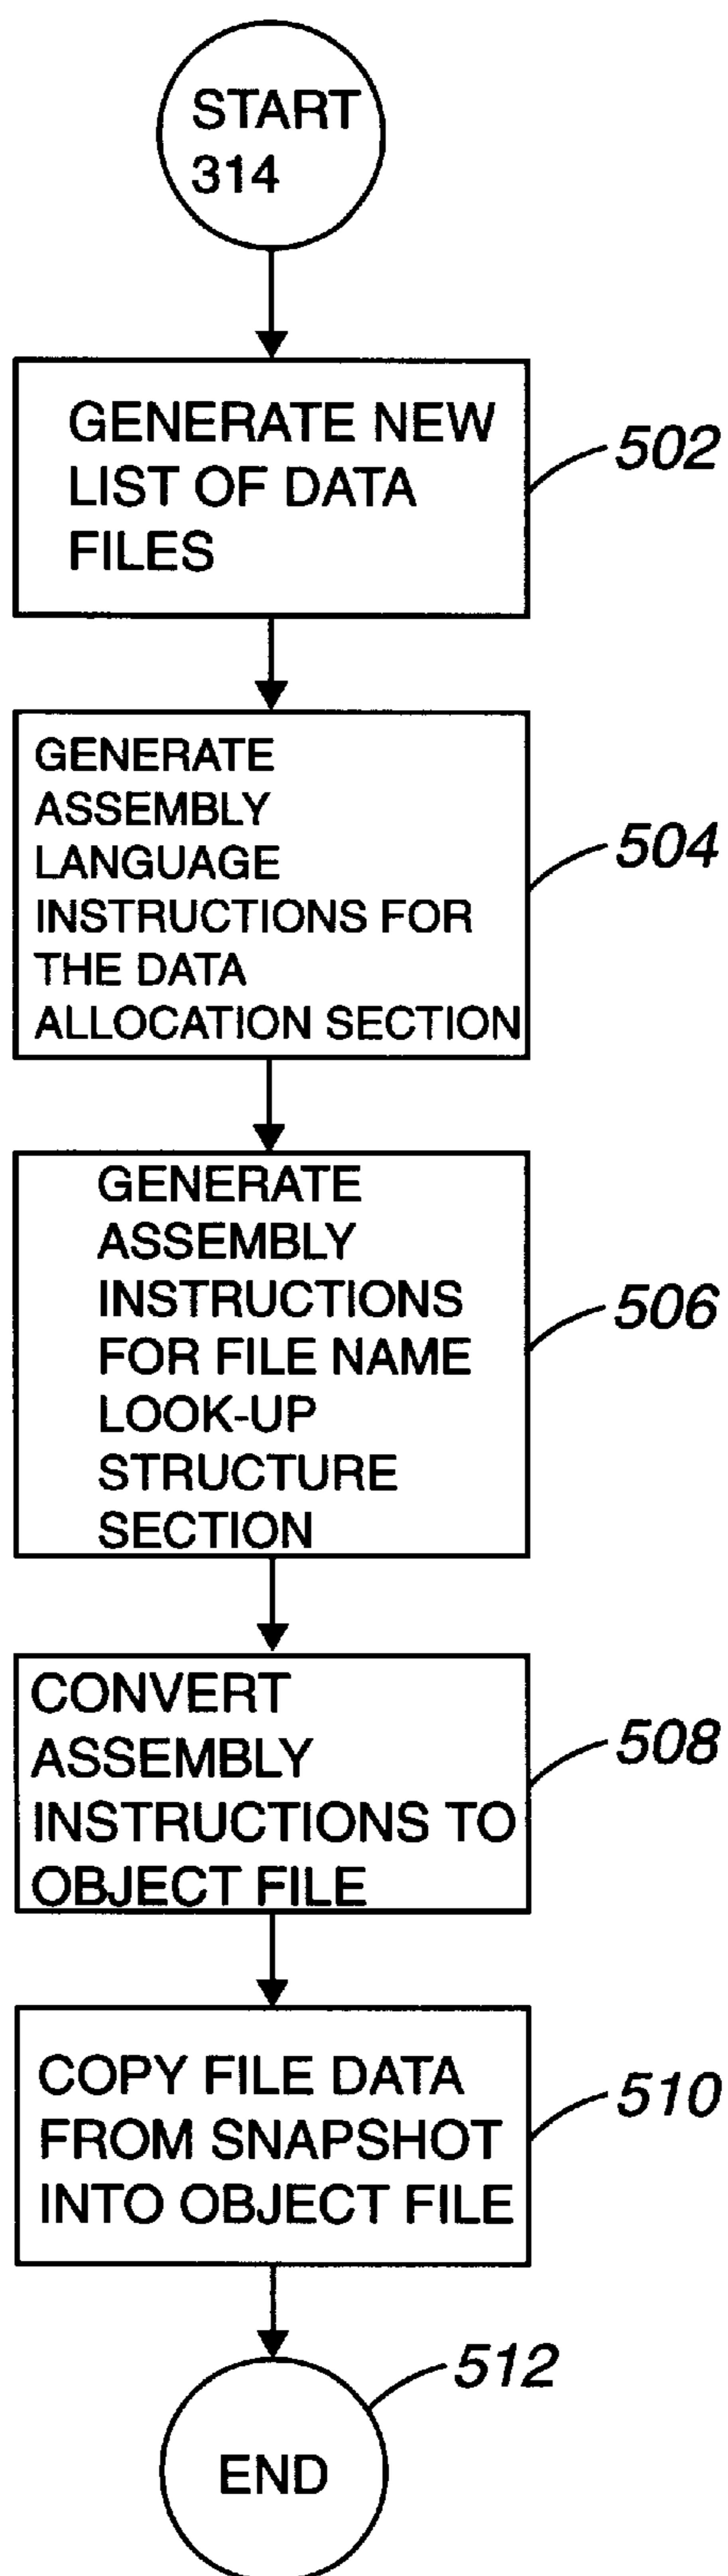 START
314
GENERATE NEW
LIST OF DATA
FILES
502
GENERATE
ASSEMBLY
LANGUAGE
INSTRUCTIONS FOR
THE DATA
ALLOCATION SECTION
504
GENERATE
ASSEMBLY
INSTRUCTIONS
FOR FILE NAME
LOOK-UP
STRUCTURE
SECTION
506
CONVERT
ASSEMBLY
INSTRUCTIONS TO
OBJECT FILE
508
COPY FILE DATA
FROM SNAPSHOT
INTO OBJECT FILE
510
512
END